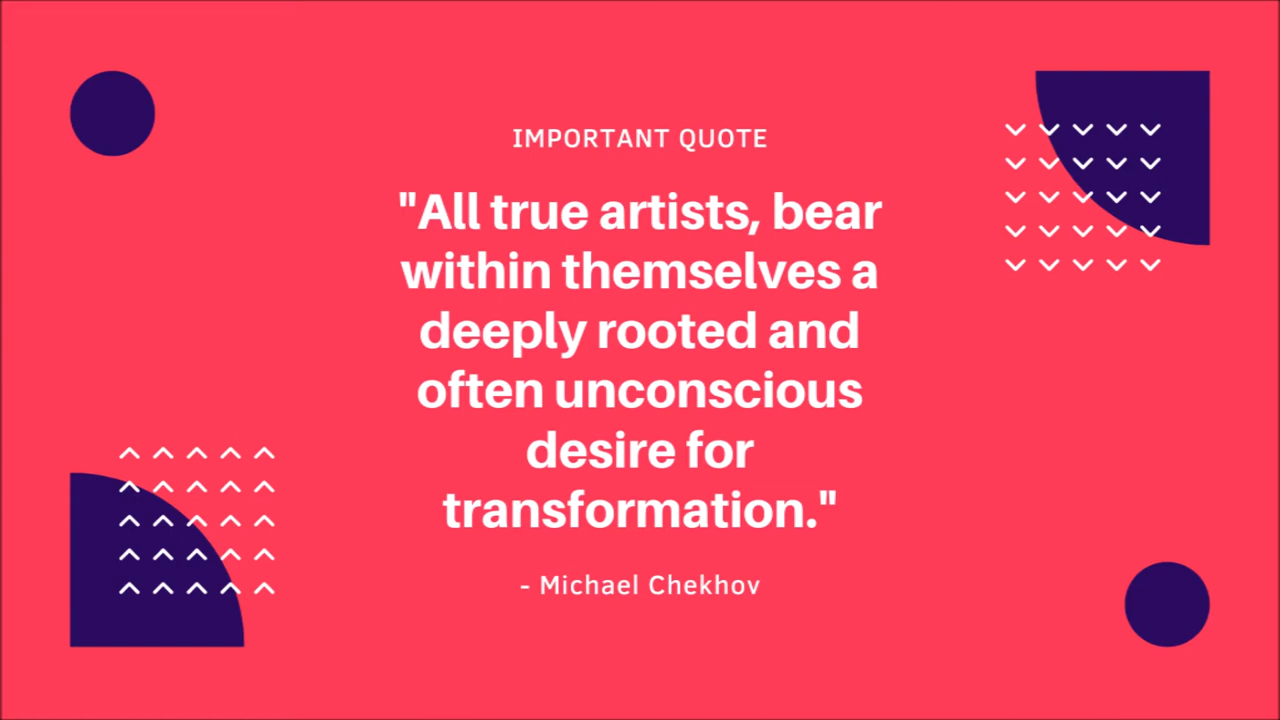 IMPORTANT QUOTE
"All true artists, bear
within themselves a
deeply rooted and
often unconscious
desire for
transformation."
- Michael Chekhov